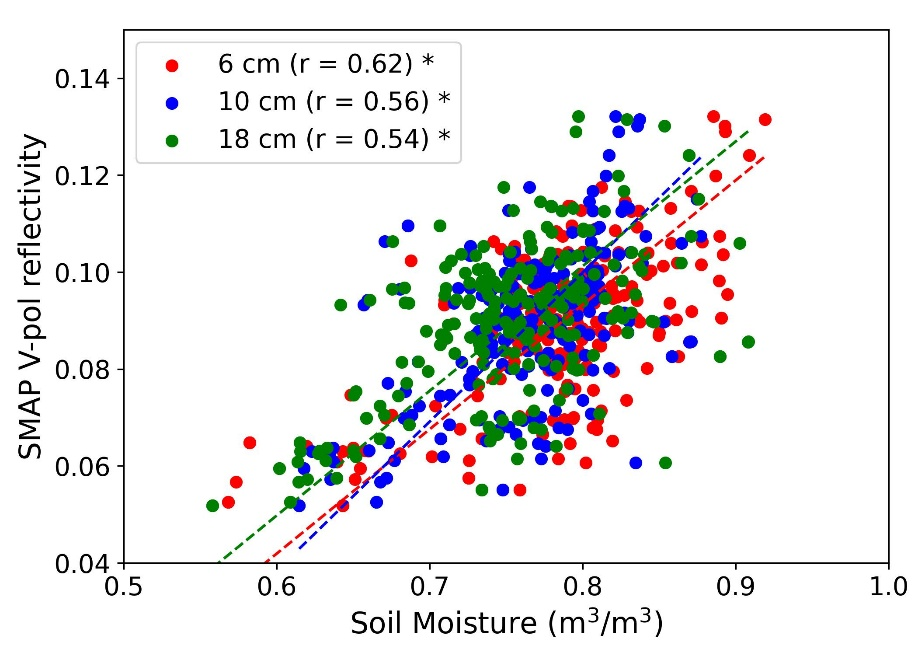 6 cm (r = 0.62) *
10 cm (r = 0.56) *
18 cm (r = 0.54) *
SMAP V-pol reflectivity
0.14
0.12
0.10
0.08
0.06
0.04
0.5 0.6 0.7 0.8 0.9 1.0
Soil Moisture (m³/m³)